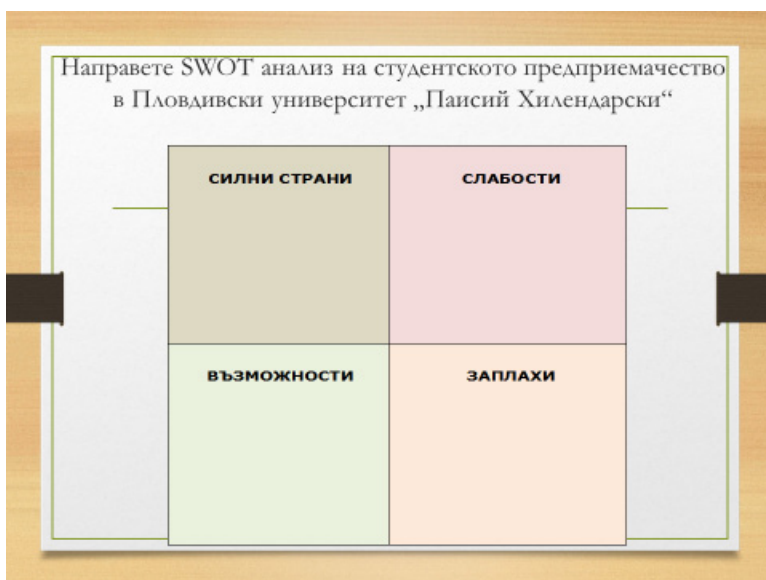 Направете SWOT анализ на студентското предприемачество
в Пловдивски университет „Паисий Хилендарски“
СИЛНИ СТРАНИ
СЛАБОСТИ
ВЪЗМОЖНОСТИ
ЗАПЛАХИ